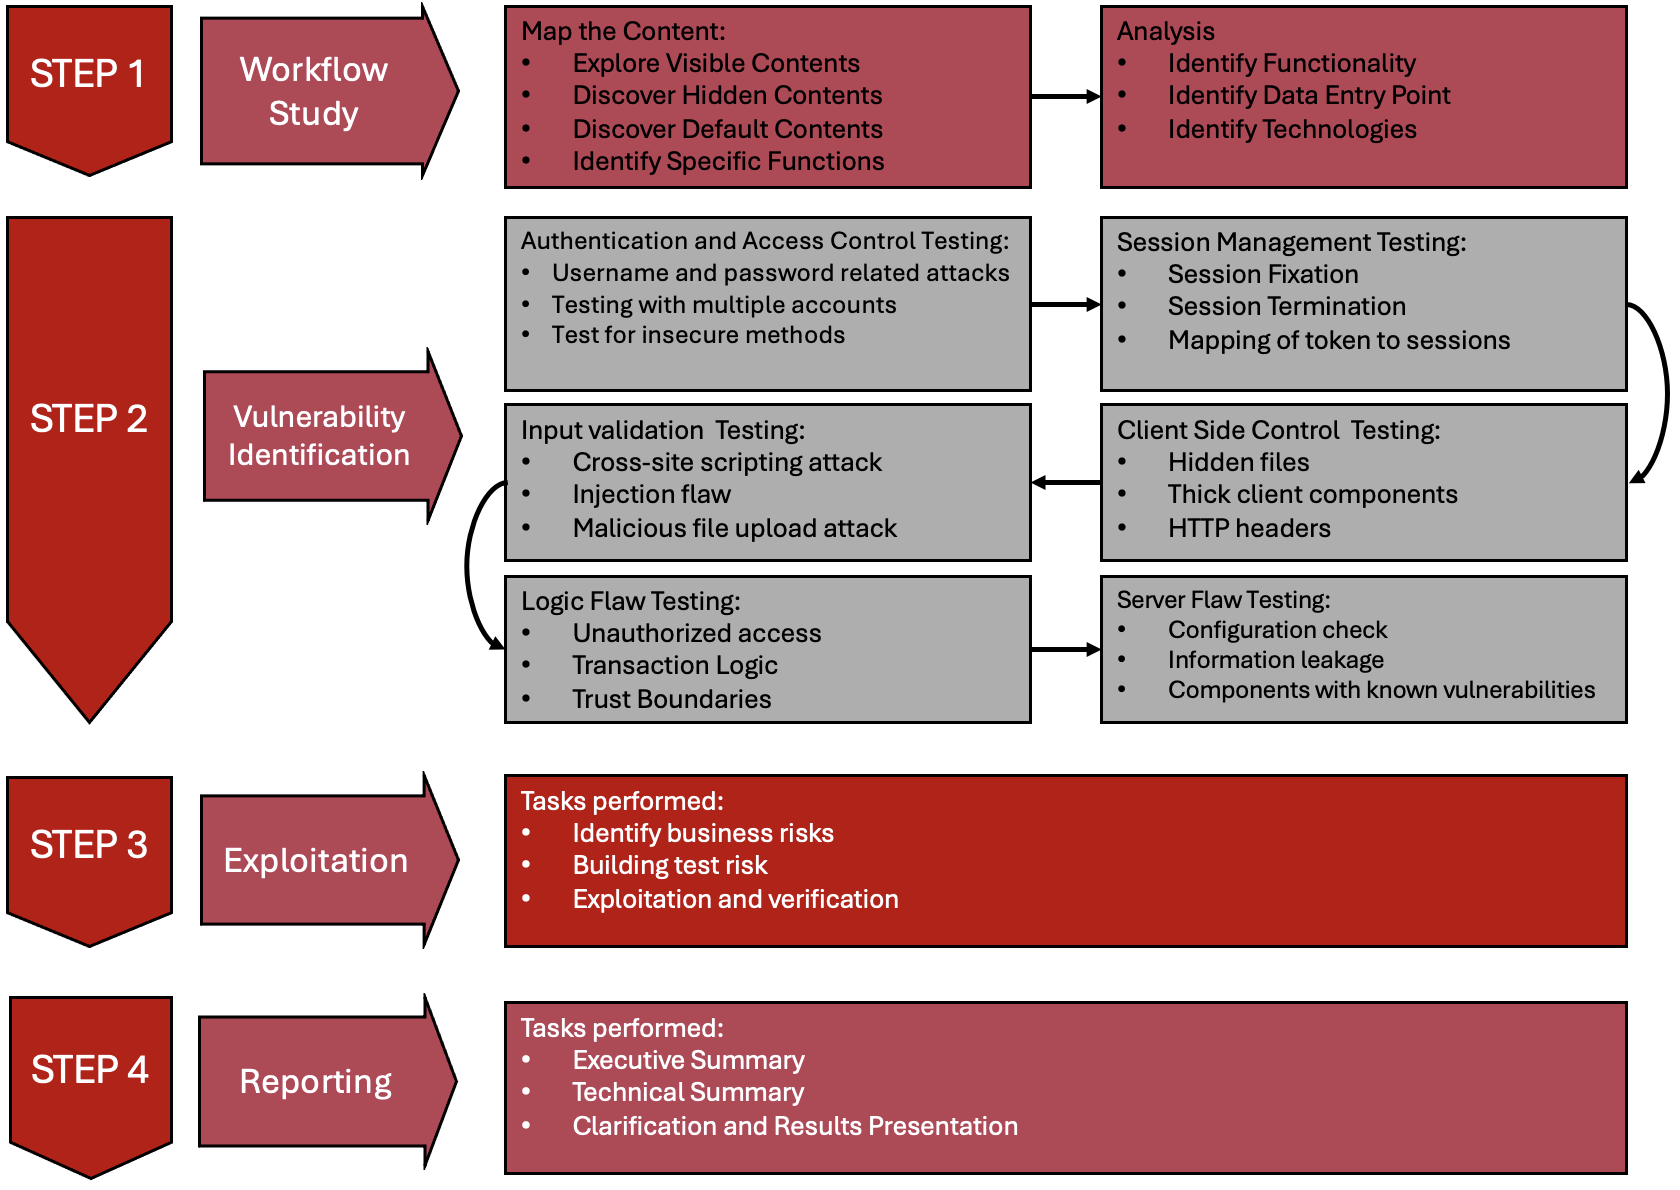 STEP 1
Workflow
Study
Map the Content:
• Explore Visible Contents
• Discover Hidden Contents
• Discover Default Contents
• Identify Specific Functions
Analysis
• Identify Functionality
• Identify Data Entry Point
• Identify Technologies
STEP 2
Vulnerability
Identification
Authentication and Access Control Testing:
• Username and password related attacks
• Testing with multiple accounts
• Test for insecure methods
Session Management Testing:
• Session Fixation
• Session Termination
• Mapping of token to sessions
Client Side Control Testing:
• Hidden files
• Thick client components
• HTTP headers
Input validation Testing:
• Cross-site scripting attack
• Injection flaw
• Malicious file upload attack
Logic Flaw Testing:
• Unauthorized access
• Transaction Logic
• Trust Boundaries
Server Flaw Testing:
• Configuration check
• Information leakage
• Components with known vulnerabilities
STEP 3
Exploitation
Tasks performed:
• Identify business risks
• Building test risk
• Exploitation and verification
STEP 4
Reporting
Tasks performed:
• Executive Summary
• Technical Summary
• Clarification and Results Presentation